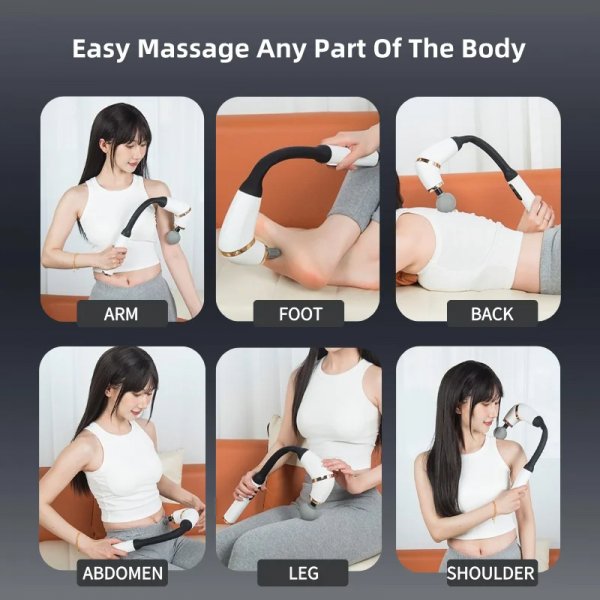 Easy Massage Any Part Of The Body
ARM
FOOT
BACK
ABDOMEN
LEG
SHOULDER